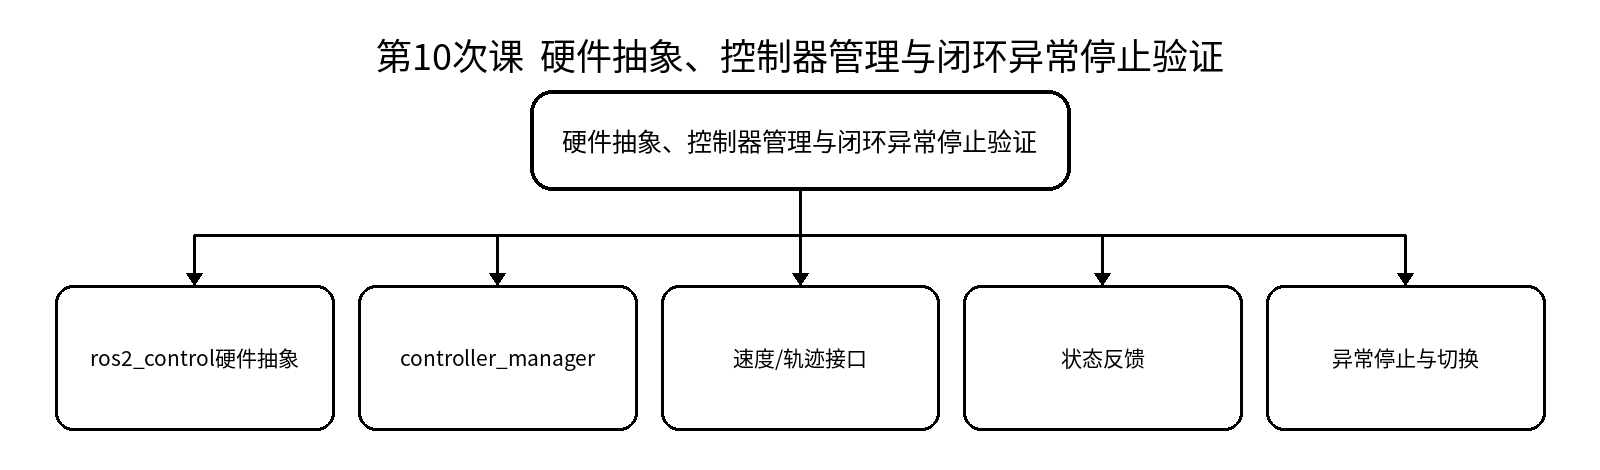 第10次课 硬件抽象、控制器管理与闭环异常停止验证
硬件抽象、控制器管理与闭环异常停止验证
ros2_control硬件抽象
controller_manager
速度/轨迹接口
状态反馈
异常停止与切换